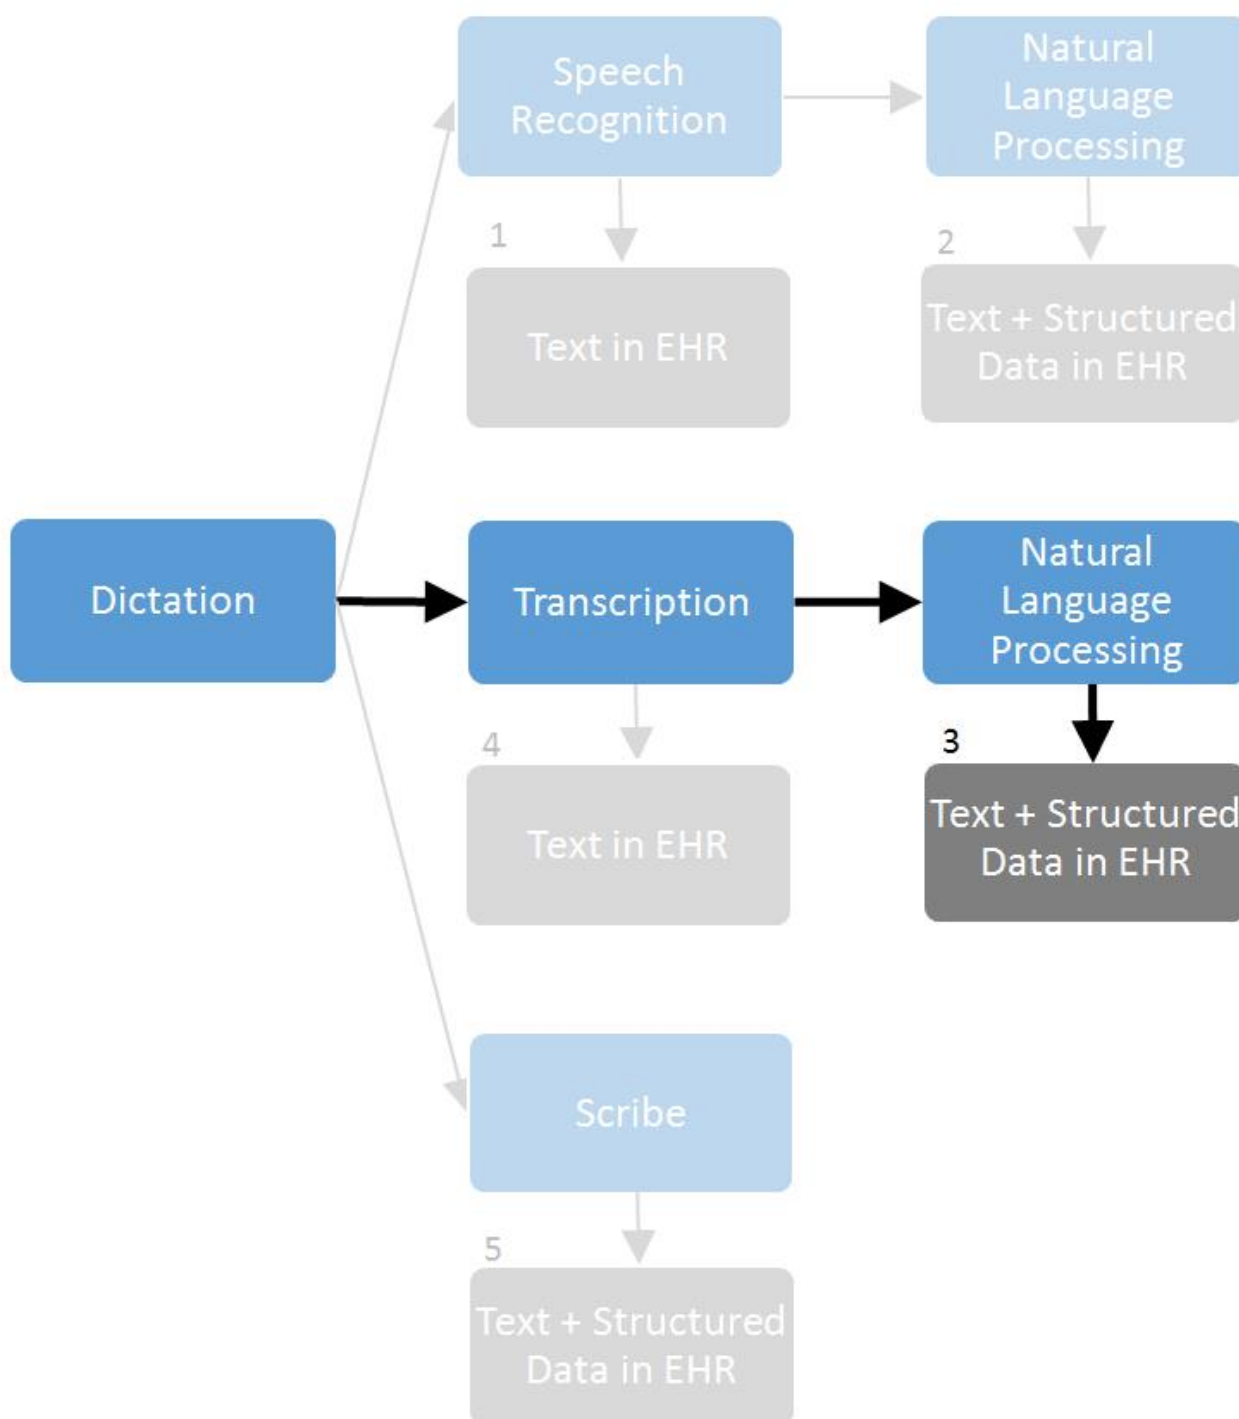 Speech
Recognition
Natural
Language
Processing
1
2
Text in EHR
Text + Structured
Data in EHR
Dictation
Transcription
Natural
Language
Processing
4
3
Text in EHR
Text + Structured
Data in EHR
Scribe
5
Text + Structured
Data in EHR